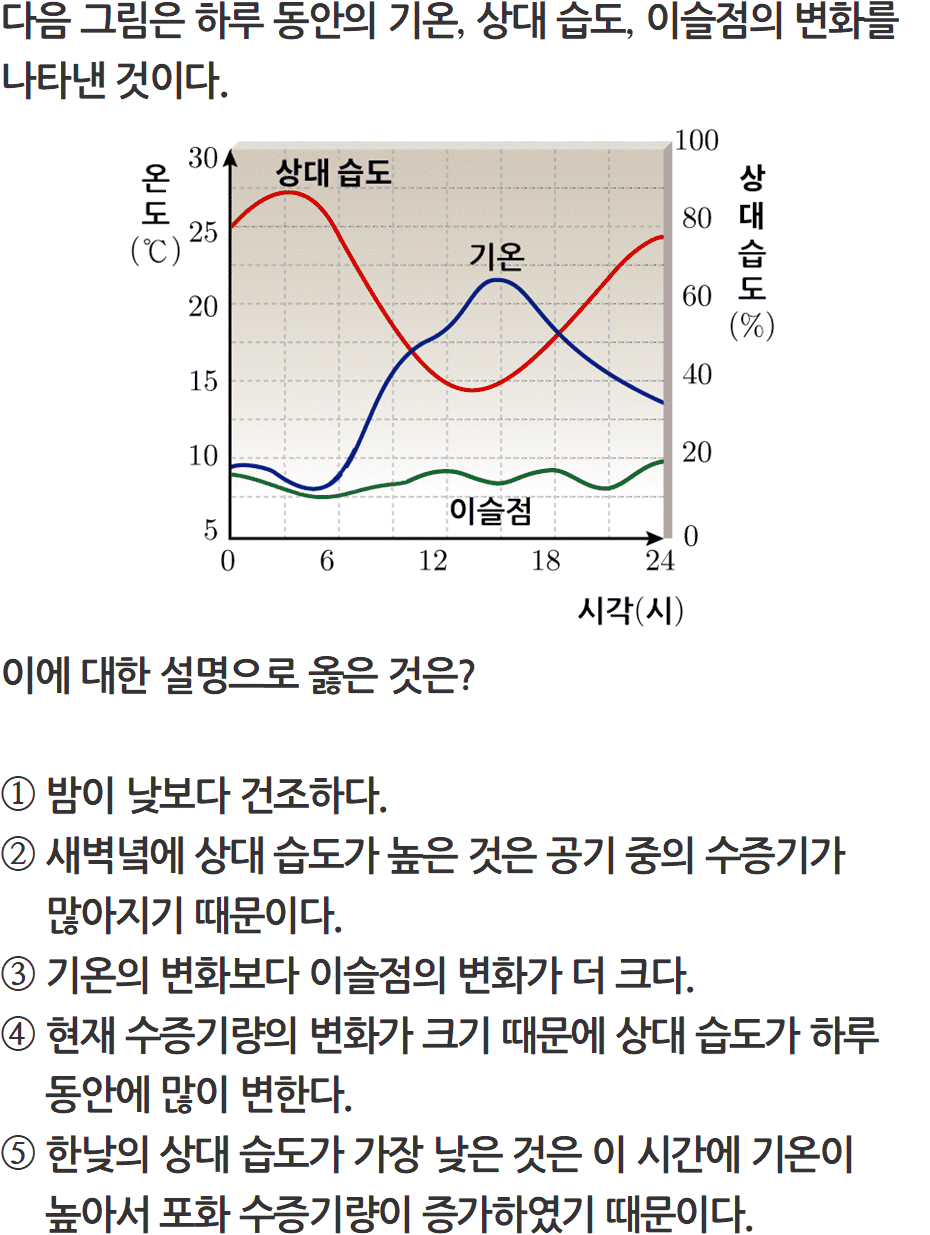 다음 그림은 하루 동안의 기온, 상대 습도, 이슬점의 변화를
나타낸 것이다.
온도(℃)
30
25
20
15
10
5
상대 습도
기온
이슬점
100
80
60
40
20
0
상대습도(%)
0 6 12 18 24
시각(시)
이에 대한 설명으로 옳은 것은?
① 밤이 낮보다 건조하다.
② 새벽녘에 상대 습도가 높은 것은 공기 중의 수증기가
많아지기 때문이다.
③ 기온의 변화보다 이슬점의 변화가 더 크다.
④ 현재 수증기량의 변화가 크기 때문에 상대 습도가 하루
동안에 많이 변한다.
⑤ 한낮의 상대 습도가 가장 낮은 것은 이 시간에 기온이
높아서 포화 수증기량이 증가하였기 때문이다.